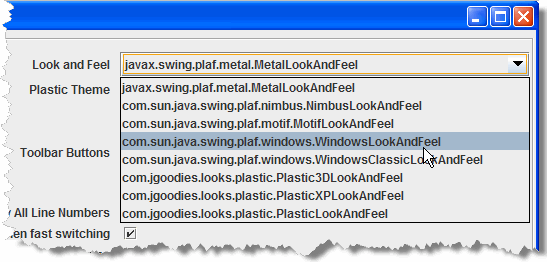 Look and Feel
javax.swing.plaf.metal.MetalLookAndFeel
Plastic Theme
javax.swing.plaf.metal.MetalLookAndFeel
com.sun.java.swing.plaf.nimbus.NimbusLookAndFeel
com.sun.java.swing.plaf.motif.MotifLookAndFeel
com.sun.java.swing.plaf.windows.WindowsLookAndFeel
Toolbar Buttons
com.sun.java.swing.plaf.windows.WindowsClassicLookAndFeel
com.jgoodies.looks.plastic.Plastic3DLookAndFeel
com.jgoodies.looks.plastic.PlasticXPLookAndFeel
com.jgoodies.looks.plastic.PlasticLookAndFeel
All Line Numbers
fast switching